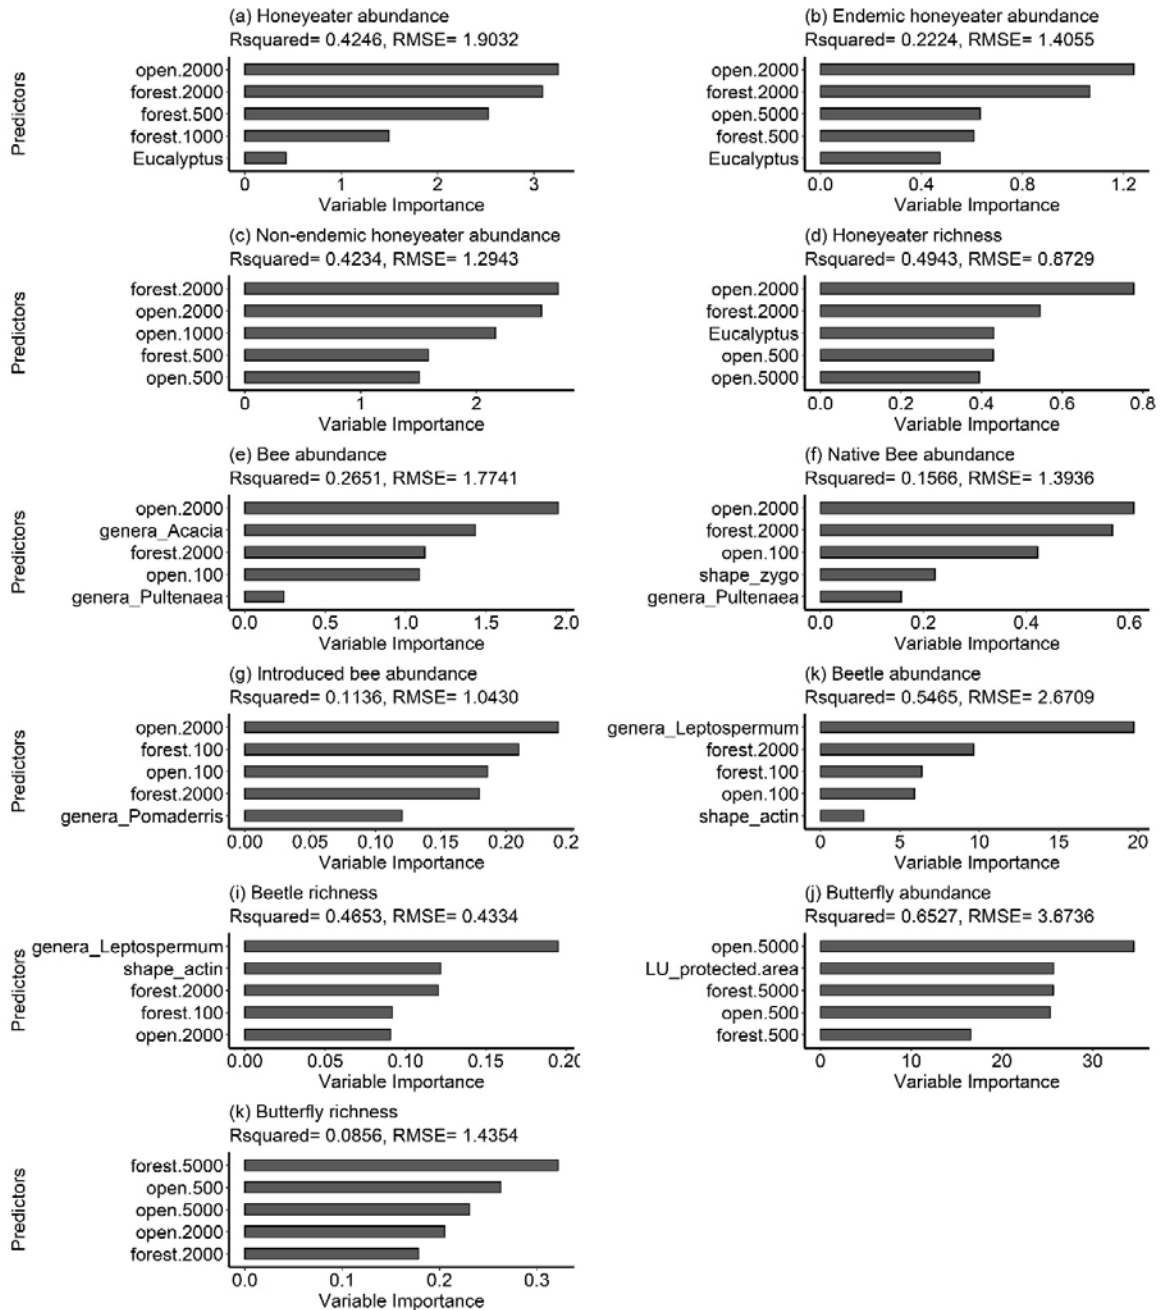 (a) Honeyeater abundance
Rsquared= 0.4246, RMSE= 1.9032
Predictors
open.2000
forest.2000
forest.500
forest.1000
Eucalyptus
0 1 2 3
Variable Importance
(b) Endemic honeyeater abundance
Rsquared= 0.2224, RMSE= 1.4055
open.2000
forest.2000
open.5000
forest.500
Eucalyptus
0.0 0.4 0.8 1.2
Variable Importance
(c) Non-endemic honeyeater abundance
Rsquared= 0.4234, RMSE= 1.2943
Predictors
forest.2000
open.2000
open.1000
forest.500
open.500
0 1 2
Variable Importance
(d) Honeyeater richness
Rsquared= 0.4943, RMSE= 0.8729
open.2000
forest.2000
Eucalyptus
open.500
open.5000
0.0 0.2 0.4 0.6 0.8
Variable Importance
(e) Bee abundance
Rsquared= 0.2651, RMSE= 1.7741
Predictors
open.2000
genera_Acacia
forest.2000
open.100
genera_Pultenaea
0.0 0.5 1.0 1.5 2.0
Variable Importance
(f) Native Bee abundance
Rsquared= 0.1566, RMSE= 1.3936
open.2000
forest.2000
open.100
shape_zygo
genera_Pultenaea
0.0 0.2 0.4 0.6
Variable Importance
(g) Introduced bee abundance
Rsquared= 0.1136, RMSE= 1.0430
Predictors
open.2000
forest.100
open.100
forest.2000
genera_Pomaderris
0.00 0.05 0.10 0.15 0.20 0.2
Variable Importance
(k) Beetle abundance
Rsquared= 0.5465, RMSE= 2.6709
genera_Leptospermum
forest.2000
forest.100
open.100
shape_actin
0 5 10 15 20
Variable Importance
(i) Beetle richness
Rsquared= 0.4653, RMSE= 0.4334
Predictors
genera_Leptospermum
shape_actin
forest.2000
forest.100
open.2000
0.00 0.05 0.10 0.15 0.20
Variable Importance
(j) Butterfly abundance
Rsquared= 0.6527, RMSE= 3.6736
open.5000
LU_protected.area
forest.5000
open.500
forest.500
0 10 20 30
Variable Importance
(k) Butterfly richness
Rsquared= 0.0856, RMSE= 1.4354
Predictors
forest.5000
open.500
open.5000
open.2000
forest.2000
0.0 0.1 0.2 0.3
Variable Importance